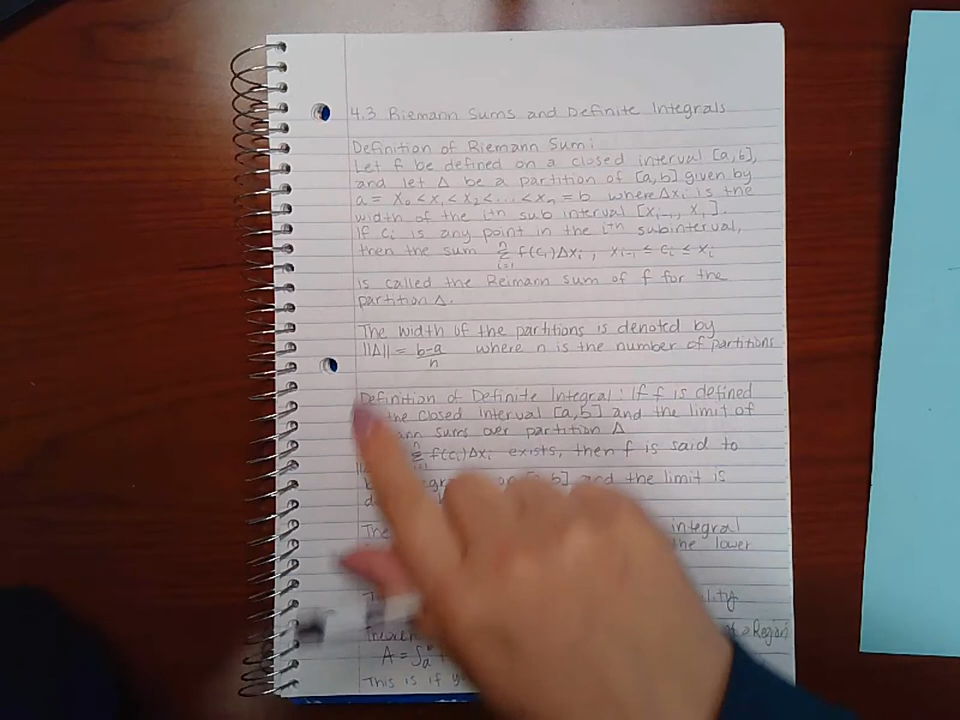 4.3 Riemann Sums and Definite Integrals
Definition of Riemann Sum:
Let f be defined on a closed interval [a,b],
and let Δ be a partition of [a,b] given by
a = x₀ < x₁ < x₂ < ... < xₙ = b where Δxᵢ is the
width of the ith sub interval [xᵢ₋₁, xᵢ].
If cᵢ is any point in the iᵗʰ subinterval,
then the sum ∑ᵢ₌₁ⁿ f(cᵢ)Δxᵢ, xᵢ₋₁ ≤ cᵢ ≤ xᵢ
is called the Reimann sum of f for the
partition Δ.
The width of the partitions is denoted by
||Δ|| = (b-a)/n where n is the number of partitions
Definition of Definite Integral: If f is defined
the closed interval [a,b] and the limit of
sums over partition Δ
f(cᵢ)Δxᵢ exists, then f is said to
and the limit is
The integral
the lower
of a Region
A = ∫ₐ
This is if